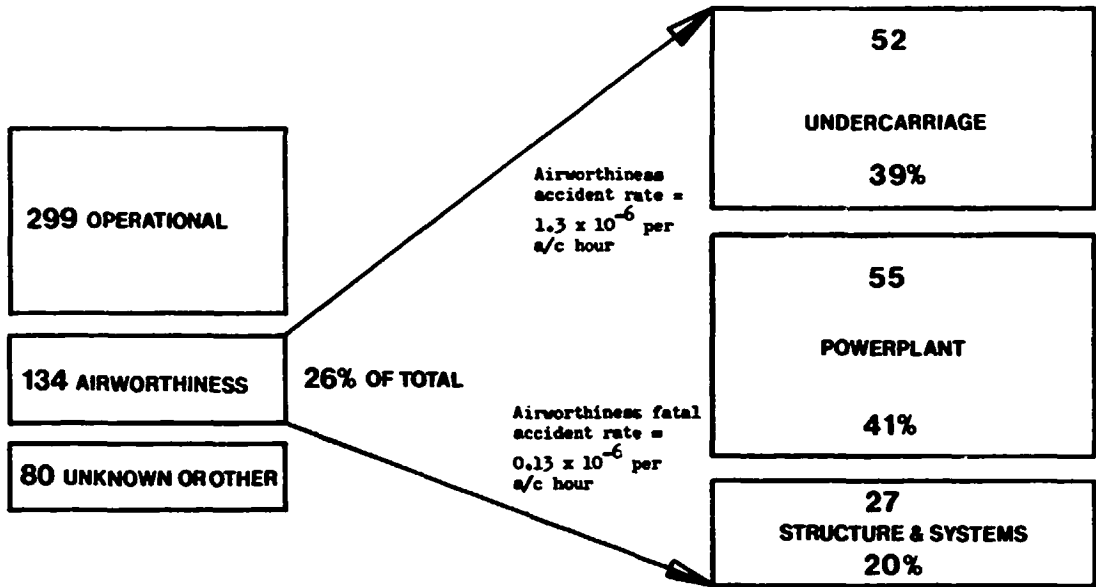 299 OPERATIONAL
134 AIRWORTHINESS
80 UNKNOWN OR OTHER
26% OF TOTAL
Airworthiness
accident rate =
1.3 x 10⁻⁶ per
a/c hour
Airworthiness fatal
accident rate =
0.13 x 10⁻⁶ per
a/c hour
52
UNDERCARRIAGE
39%
55
POWERPLANT
41%
27
STRUCTURE & SYSTEMS
20%